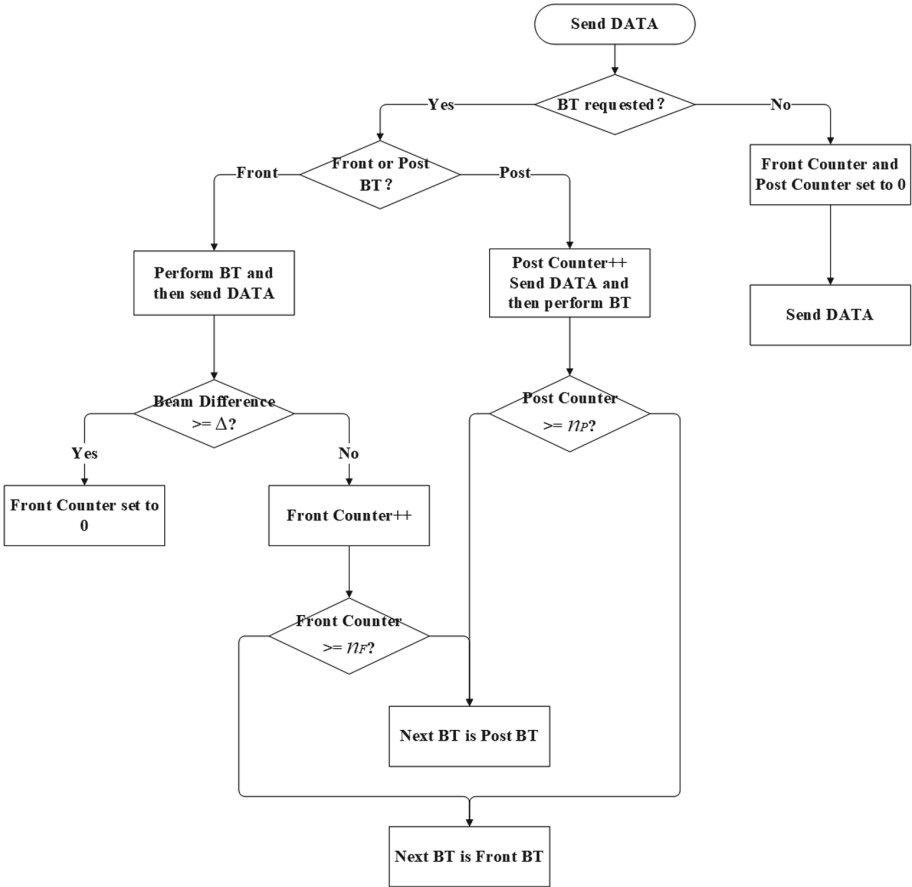 Send DATA
BT requested?
Yes
No
Front or Post
BT?
Front
Post
Front Counter and
Post Counter set to 0
Perform BT and
then send DATA
Post Counter++
Send DATA and
then perform BT
Send DATA
Beam Difference
>= Δ?
Post Counter
>= nP?
Yes
No
Front Counter set to
0
Front Counter++
Front Counter
>= nF?
Next BT is Post BT
Next BT is Front BT